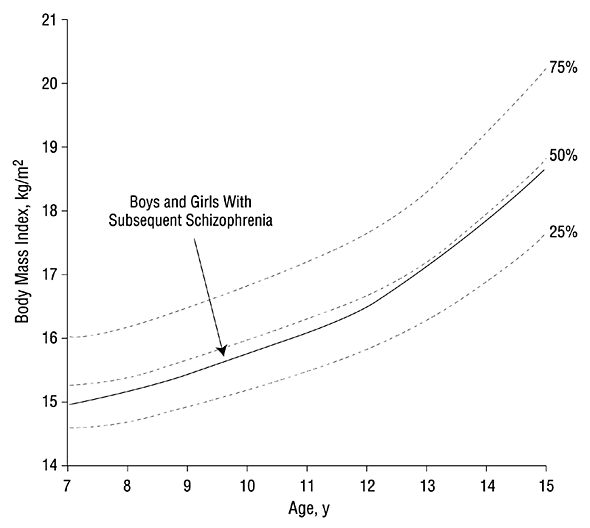 21
20
19
18
17
16
15
14
Body Mass Index, kg/m²
75%
50%
25%
Boys and Girls With
Subsequent Schizophrenia
7 8 9 10 11 12 13 14 15
Age, y